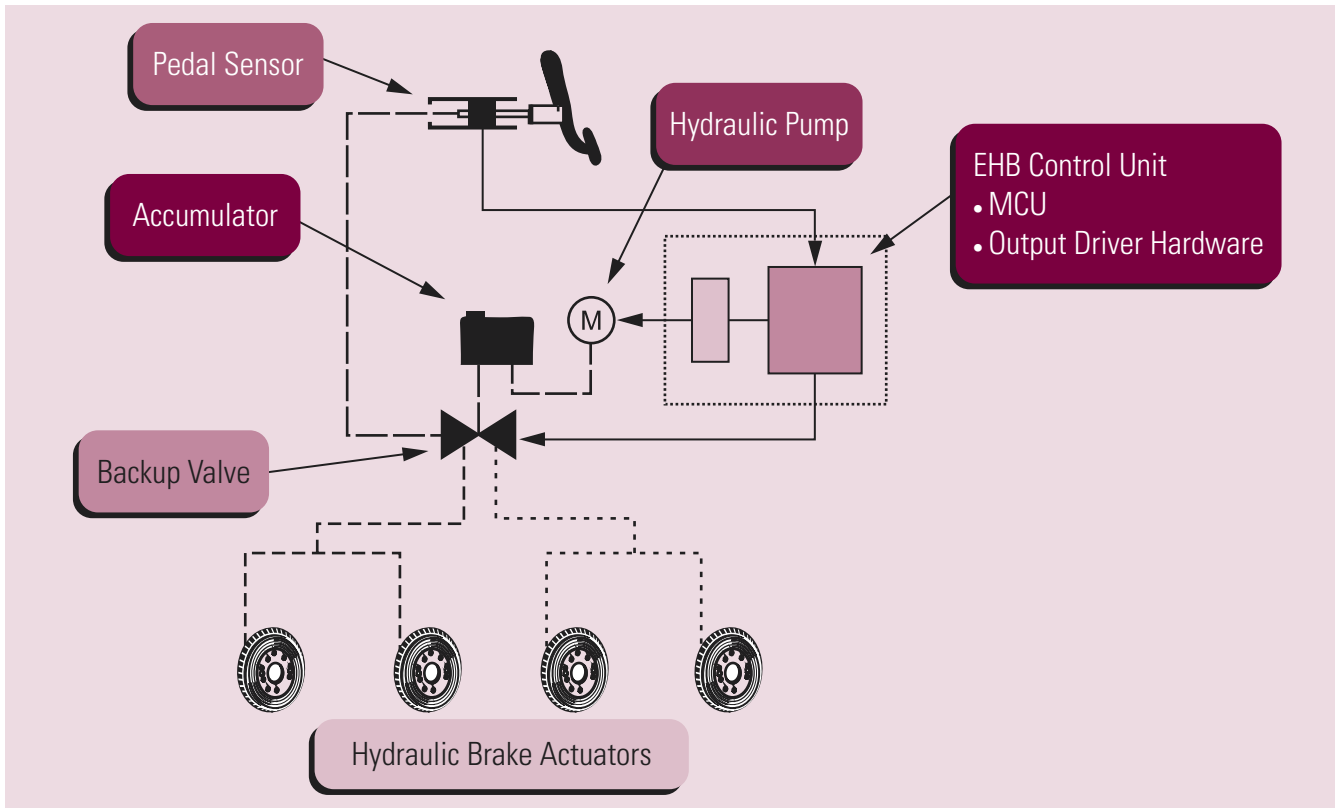 Pedal Sensor
Hydraulic Pump
EHB Control Unit
• MCU
• Output Driver Hardware
Accumulator
M
Backup Valve
Hydraulic Brake Actuators